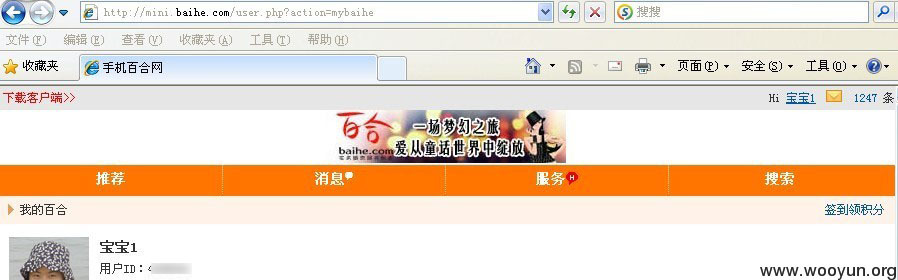 http://mini.baihe.com/user.php?action=mybaihe
搜搜
文件(F) 编辑(E) 查看(V) 收藏夹(A) 工具(T) 帮助(H)
收藏夹 手机百合网 页面(P) 安全(S) 工具(O)
下载客户端>> Hi 宝宝1 1247 条
百合 一场梦幻之旅
baihe.com 爱从童话世界中绽放
推荐 消息 服务 H 搜索
我的百合 签到领积分
宝宝1
用户ID：4
www.wooyun.org